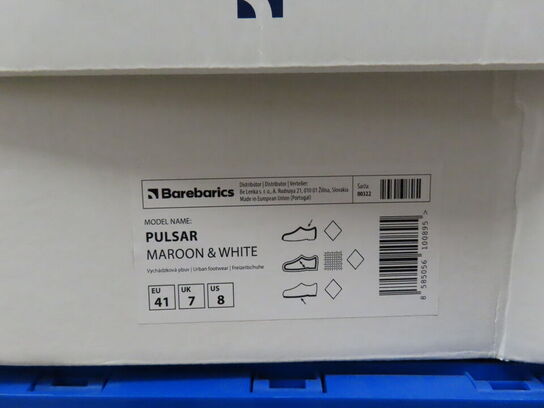 Barebarics
Distribútor | Distributor | Vertreiber:
Be Lenka s. r. o., A. Rudnaya 21, 010 01 Žilina, Slovakia
Made in European Union (Portugal)
Šarža
00322
MODEL NAME:
PULSAR
MAROON & WHITE
Vychádzková obuv | Urban footwear | Freizeitschuhe
EU 41 UK 7 US 8
8 585056 100895 >